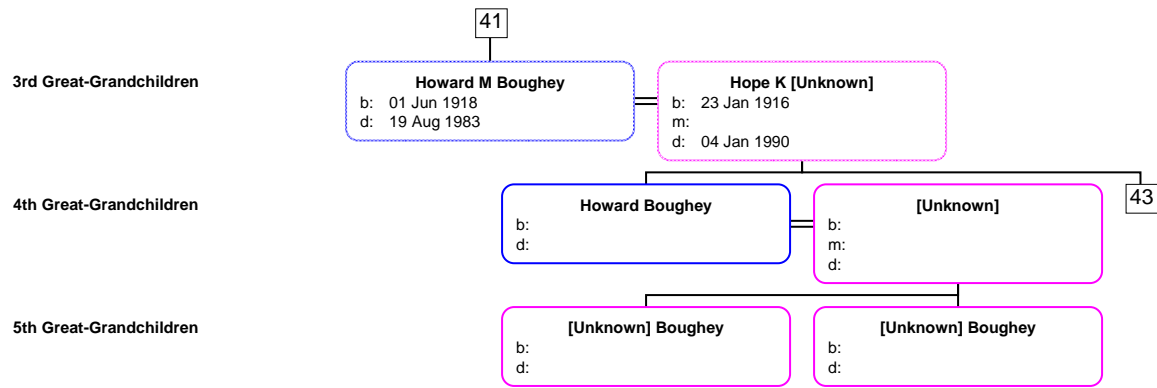 41
3rd Great-Grandchildren
Howard M Boughey
b: 01 Jun 1918
d: 19 Aug 1983
Hope K [Unknown]
b: 23 Jan 1916
m:
d: 04 Jan 1990
4th Great-Grandchildren
Howard Boughey
b:
d:
[Unknown]
b:
m:
d:
43
5th Great-Grandchildren
[Unknown] Boughey
b:
d:
[Unknown] Boughey
b:
d: